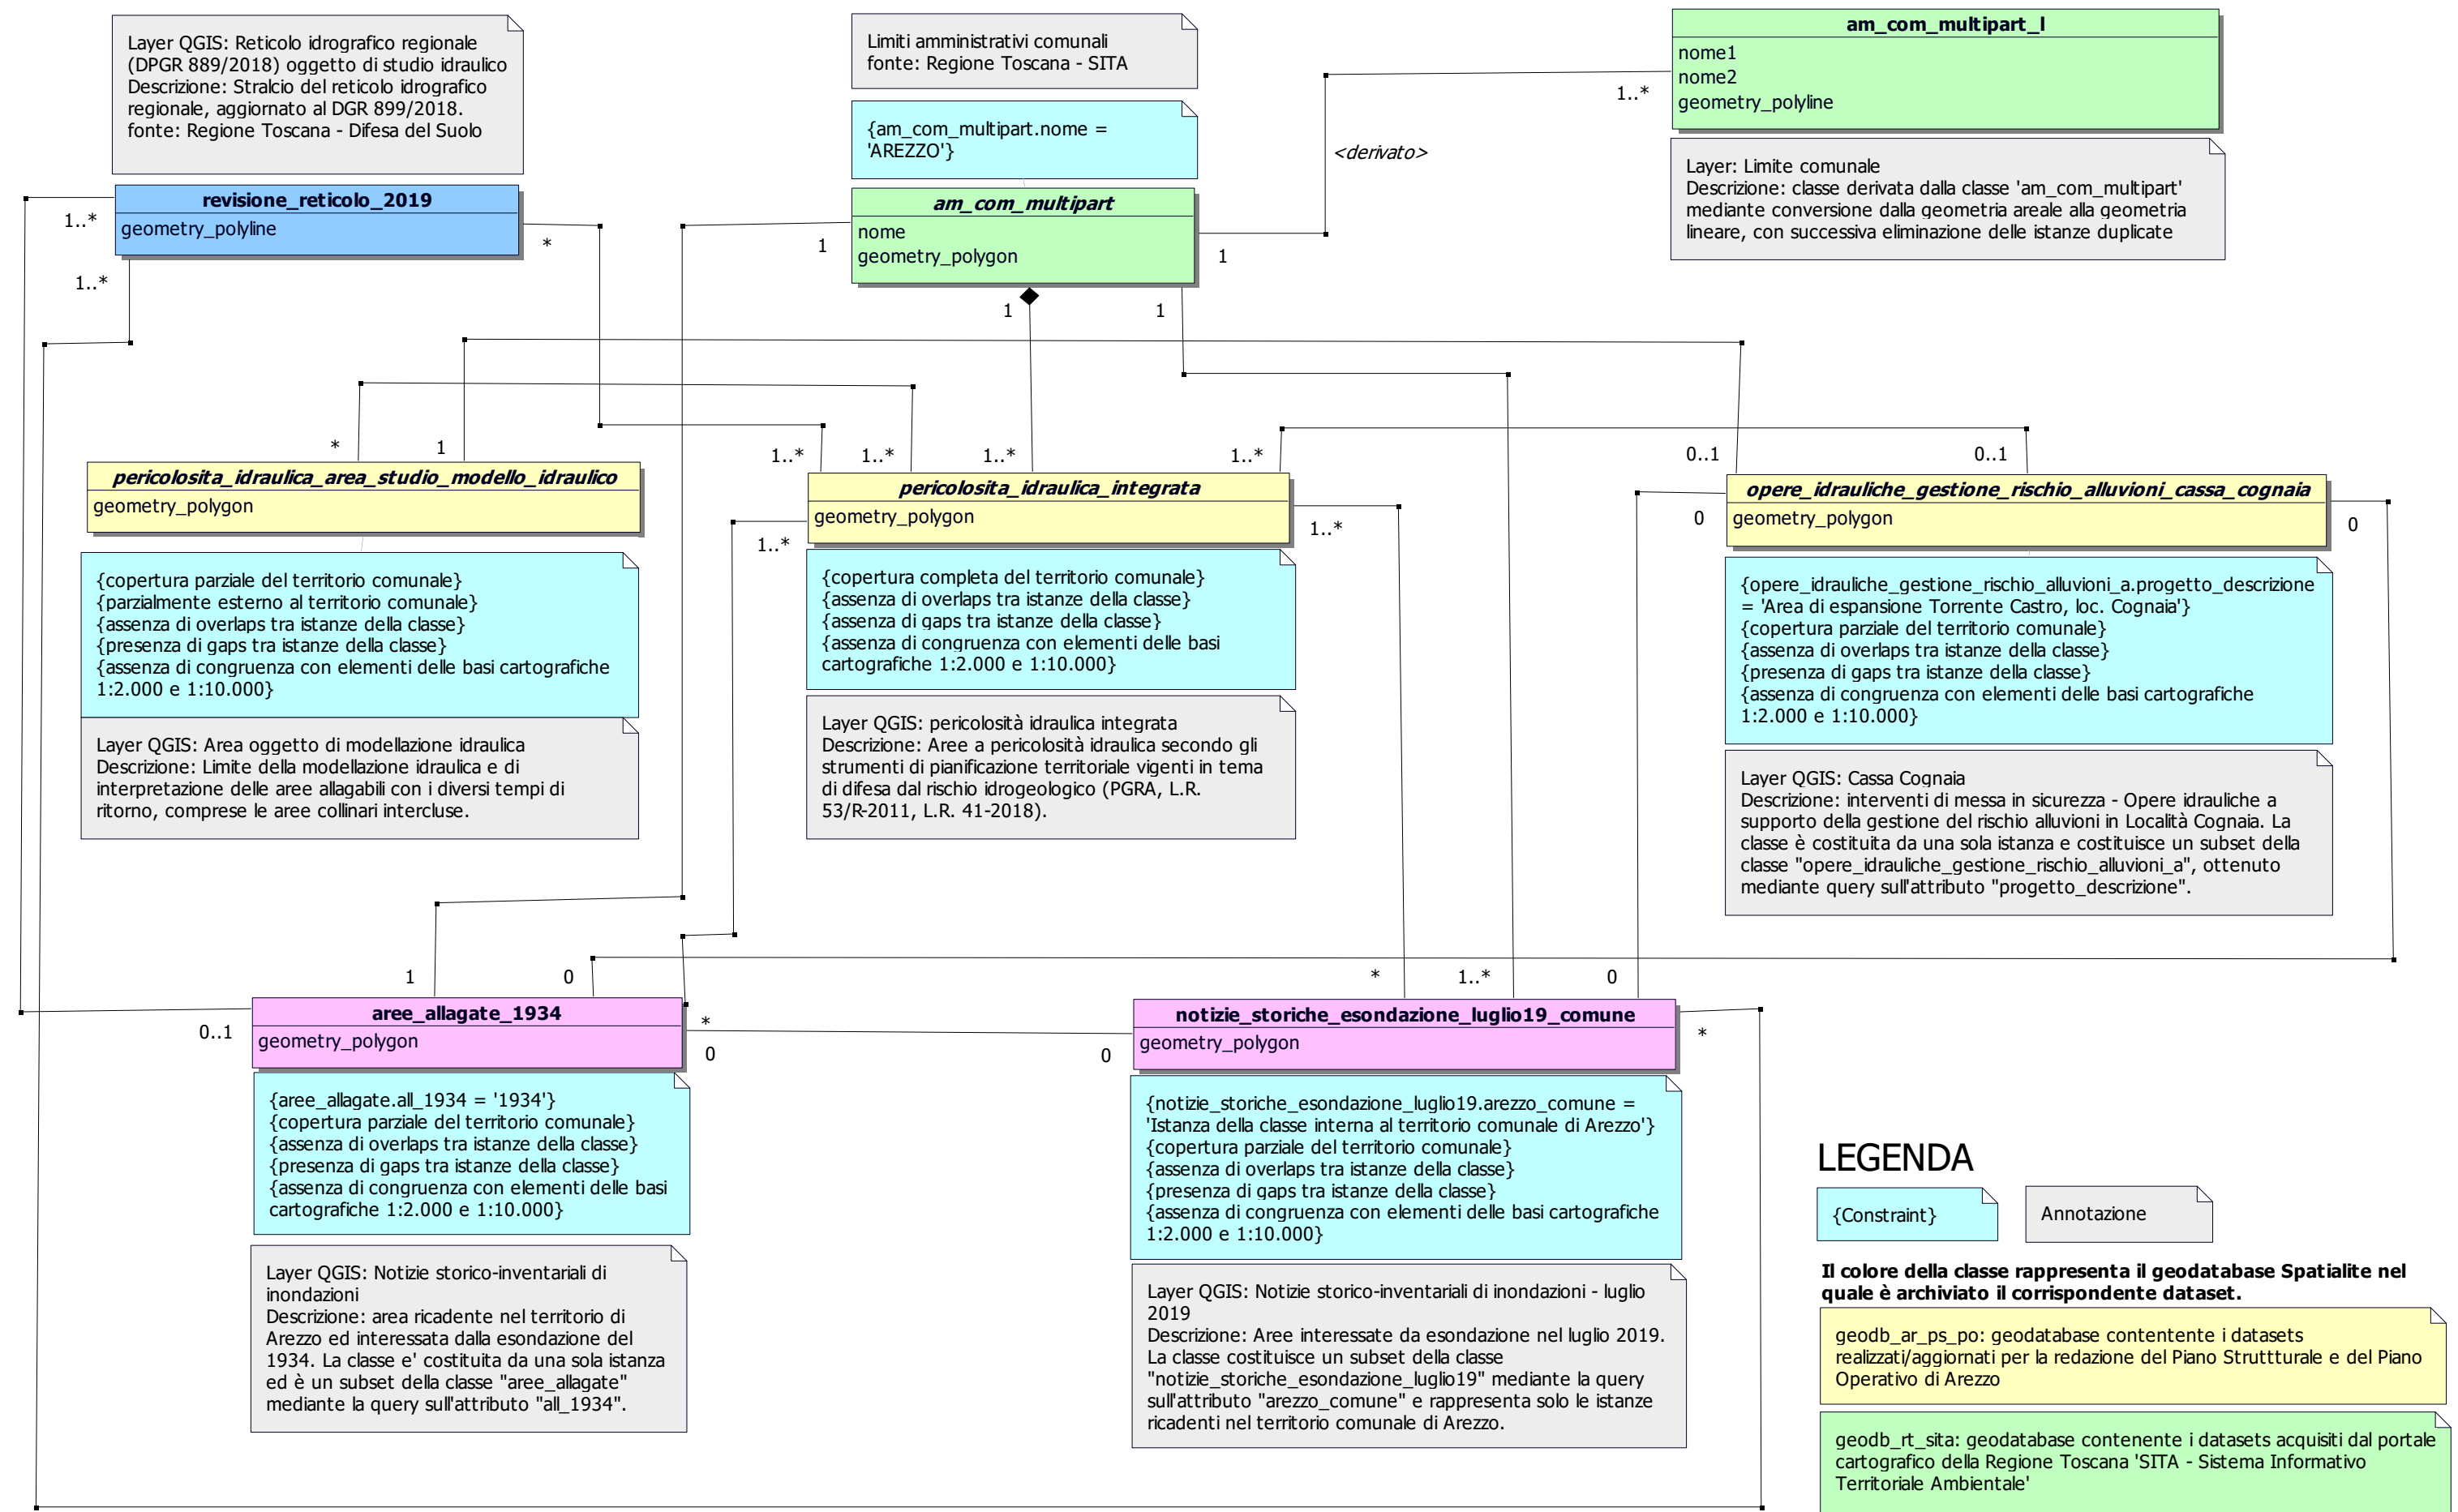 Layer QGIS: Reticolo idrografico regionale
(DPGR 889/2018) oggetto di studio idraulico
Descrizione: Stralcio del reticolo idrografico
regionale, aggiornato al DGR 899/2018.
fonte: Regione Toscana - Difesa del Suolo
Limiti amministrativi comunali
fonte: Regione Toscana - SITA
{am_com_multipart.nome =
'AREZZO'}
am_com_multipart_l
nome1
nome2
geometry_polyline
1..*
<derivato>
Layer: Limite comunale
Descrizione: classe derivata dalla classe 'am_com_multipart'
mediante conversione dalla geometria areale alla geometria
lineare, con successiva eliminazione delle istanze duplicate
revisione_reticolo_2019
geometry_polyline
1..*
*
1..*
am_com_multipart
nome
geometry_polygon
1
1
1
1
*
1
1..*
1..*
1..*
1..*
0..1
0..1
pericolosita_idraulica_area_studio_modello_idraulico
geometry_polygon
{copertura parziale del territorio comunale}
{parzialmente esterno al territorio comunale}
{assenza di overlaps tra istanze della classe}
{presenza di gaps tra istanze della classe}
{assenza di congruenza con elementi delle basi cartografiche
1:2.000 e 1:10.000}
Layer QGIS: Area oggetto di modellazione idraulica
Descrizione: Limite della modellazione idraulica e di
interpretazione delle aree allagabili con i diversi tempi di
ritorno, comprese le aree collinari intercluse.
pericolosita_idraulica_integrata
geometry_polygon
1..*
1..*
{copertura completa del territorio comunale}
{assenza di overlaps tra istanze della classe}
{assenza di gaps tra istanze della classe}
{assenza di congruenza con elementi delle basi
cartografiche 1:2.000 e 1:10.000}
Layer QGIS: pericolosità idraulica integrata
Descrizione: Aree a pericolosità idraulica secondo gli
strumenti di pianificazione territoriale vigenti in tema
di difesa dal rischio idrogeologico (PGRA, L.R.
53/R-2011, L.R. 41-2018).
opere_idrauliche_gestione_rischio_alluvioni_cassa_cognaia
geometry_polygon
0
0
{opere_idrauliche_gestione_rischio_alluvioni_a.progetto_descrizione
= 'Area di espansione Torrente Castro, loc. Cognaia'}
{copertura parziale del territorio comunale}
{assenza di overlaps tra istanze della classe}
{presenza di gaps tra istanze della classe}
{assenza di congruenza con elementi delle basi cartografiche
1:2.000 e 1:10.000}
Layer QGIS: Cassa Cognaia
Descrizione: interventi di messa in sicurezza - Opere idrauliche a
supporto della gestione del rischio alluvioni in Località Cognaia. La
classe è costituita da una sola istanza e costituisce un subset della
classe "opere_idrauliche_gestione_rischio_alluvioni_a", ottenuto
mediante query sull'attributo "progetto_descrizione".
1
0
*
1..*
0
0..1
aree_allagate_1934
geometry_polygon
*
0
0
{aree_allagate.all_1934 = '1934'}
{copertura parziale del territorio comunale}
{assenza di overlaps tra istanze della classe}
{presenza di gaps tra istanze della classe}
{assenza di congruenza con elementi delle basi
cartografiche 1:2.000 e 1:10.000}
Layer QGIS: Notizie storico-inventariali di
inondazioni
Descrizione: area ricadente nel territorio di
Arezzo ed interessata dalla esondazione del
1934. La classe e' costituita da una sola istanza
ed è un subset della classe "aree_allagate"
mediante la query sull'attributo "all_1934".
notizie_storiche_esondazione_luglio19_comune
geometry_polygon
*
{notizie_storiche_esondazione_luglio19.arezzo_comune =
'Istanza della classe interna al territorio comunale di Arezzo'}
{copertura parziale del territorio comunale}
{assenza di overlaps tra istanze della classe}
{presenza di gaps tra istanze della classe}
{assenza di congruenza con elementi delle basi cartografiche
1:2.000 e 1:10.000}
Layer QGIS: Notizie storico-inventariali di inondazioni - luglio
2019
Descrizione: Aree interessate da esondazione nel luglio 2019.
La classe costituisce un subset della classe
"notizie_storiche_esondazione_luglio19" mediante la query
sull'attributo "arezzo_comune" e rappresenta solo le istanze
ricadenti nel territorio comunale di Arezzo.
LEGENDA
{Constraint}
Annotazione
Il colore della classe rappresenta il geodatabase Spatialite nel
quale è archiviato il corrispondente dataset.
geodb_ar_ps_po: geodatabase contentente i datasets
realizzati/aggiornati per la redazione del Piano Struttturale e del Piano
Operativo di Arezzo
geodb_rt_sita: geodatabase contenente i datasets acquisiti dal portale
cartografico della Regione Toscana 'SITA - Sistema Informativo
Territoriale Ambientale'